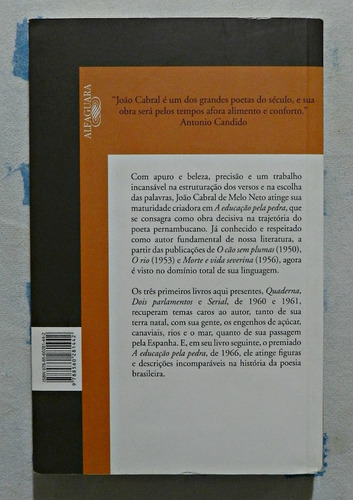 ALFAGUARA
"João Cabral é um dos grandes poetas do século, e sua
obra será pelos tempos afora alimento e conforto."
Antonio Candido
Com apuro e beleza, precisão e um trabalho
incansável na estruturação dos versos e na escolha
das palavras, João Cabral de Melo Neto atinge sua
maturidade criadora em A educação pela pedra, que
se consagra como obra decisiva na trajetória do
poeta pernambucano. Já conhecido e respeitado
como autor fundamental de nossa literatura, a
partir das publicações de O cão sem plumas (1950),
O rio (1953) e Morte e vida severina (1956), agora
é visto no domínio total de sua linguagem.
Os três primeiros livros aqui presentes, Quaderna,
Dois parlamentos e Serial, de 1960 e 1961,
recuperam temas caros ao autor, tanto de sua
terra natal, com sua gente, os engenhos de açúcar,
canaviais, rios e o mar, quanto de sua passagem
pela Espanha. E, em seu livro seguinte, o premiado
A educação pela pedra, de 1966, ele atinge figuras
e descrições incomparáveis na história da poesia
brasileira.